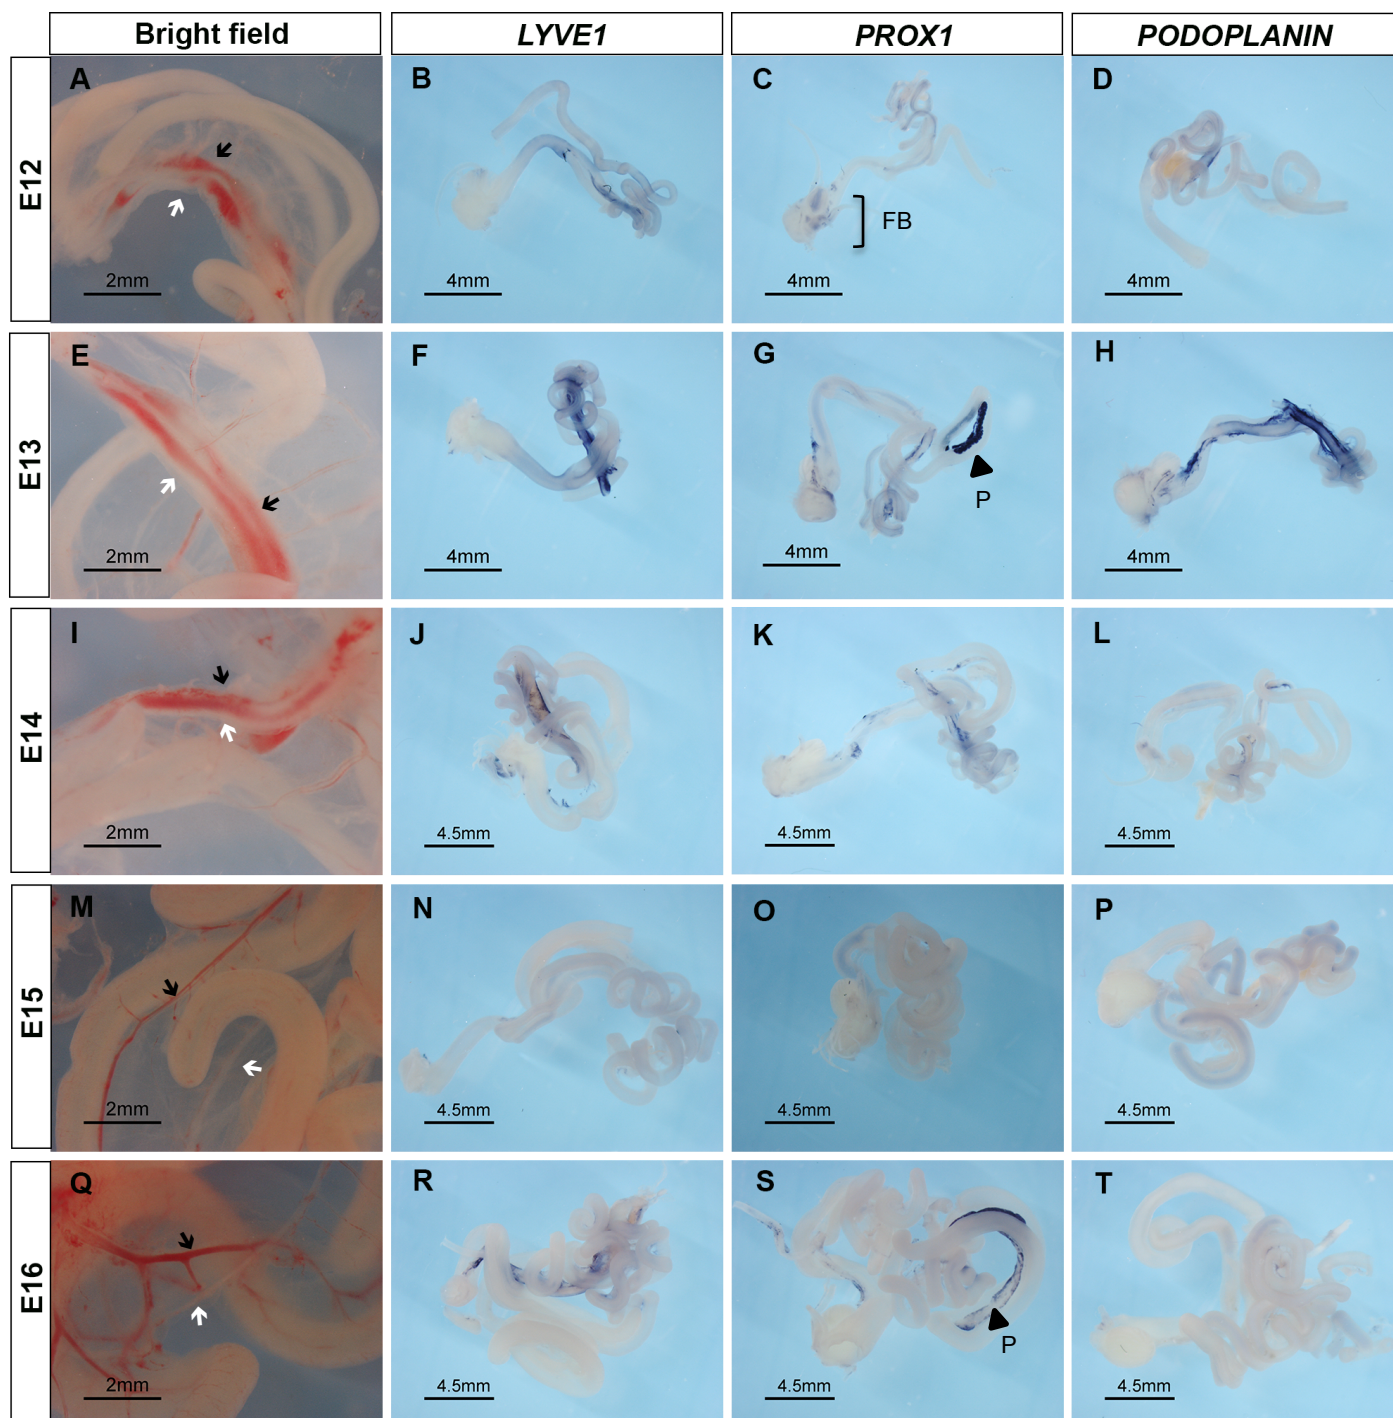 Bright field LYVE1 PROX1 PODOPLANIN
E12
A B C D
FB
2mm 4mm 4mm 4mm
E13
E F G H
P
2mm 4mm 4mm 4mm
E14
I J K L
2mm 4.5mm 4.5mm 4.5mm
E15
M N O P
2mm 4.5mm 4.5mm 4.5mm
E16
Q R S T
P
2mm 4.5mm 4.5mm 4.5mm